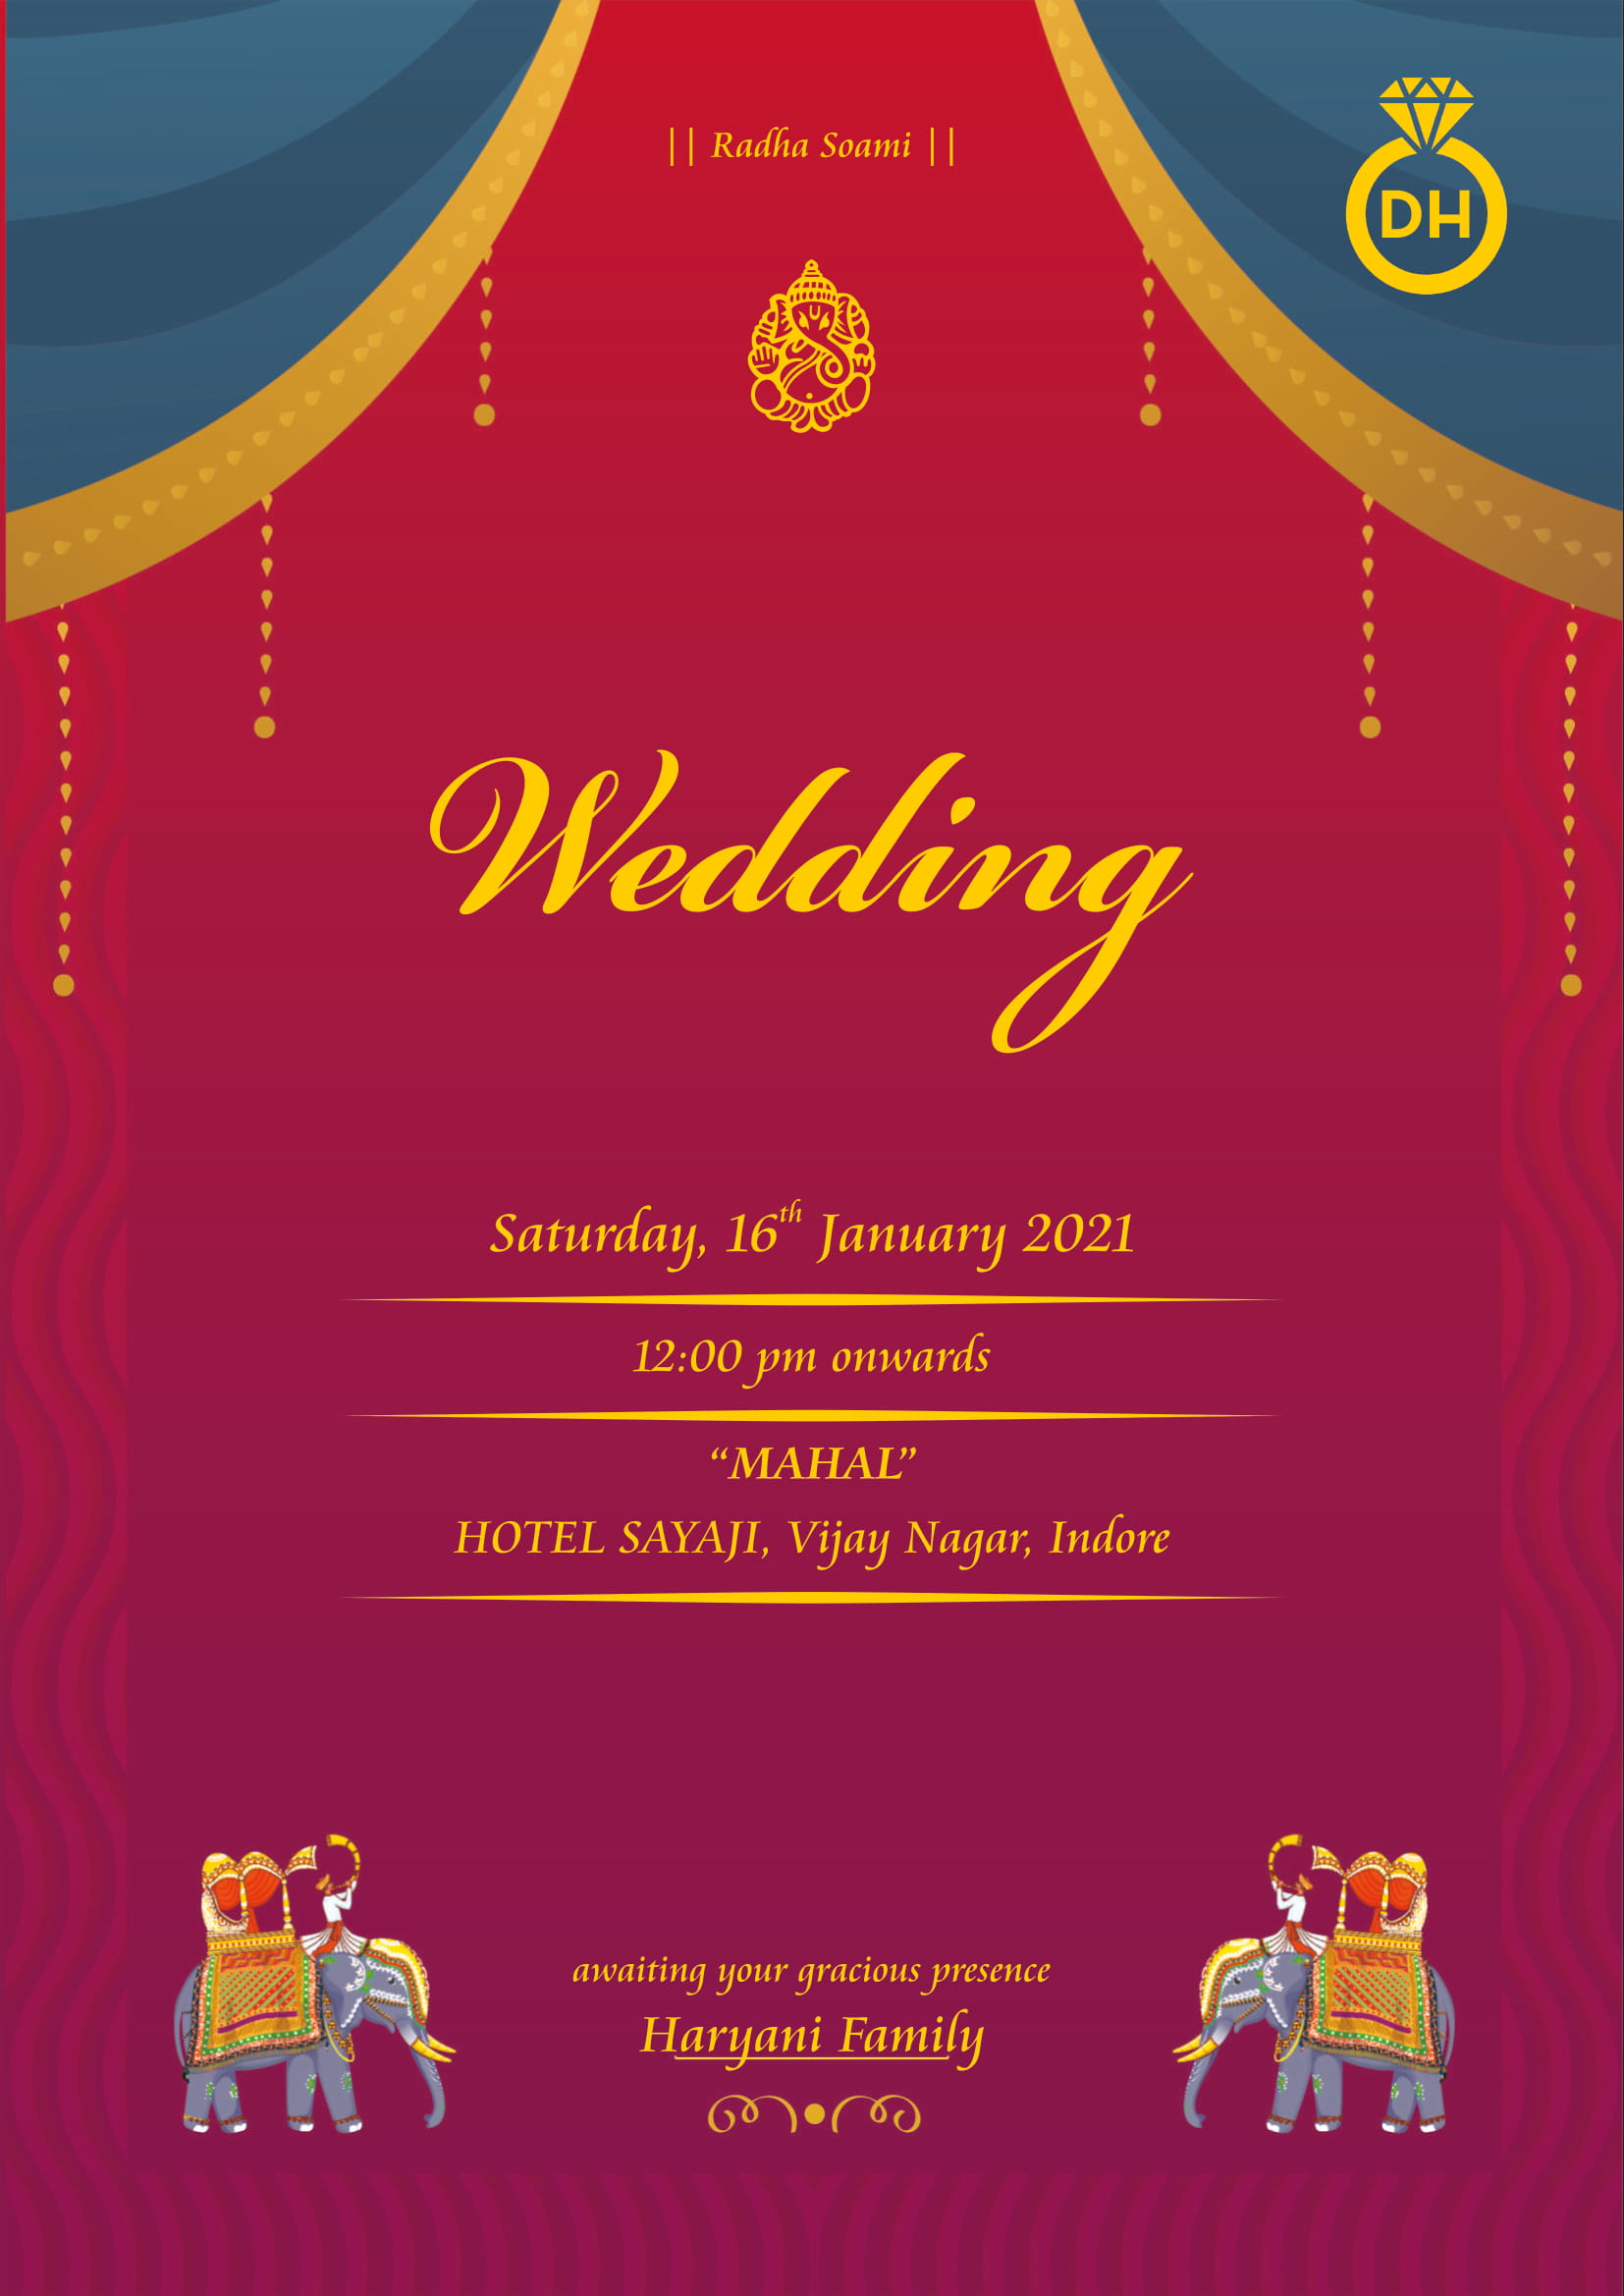 || Radha Soami ||
DH
Wedding
Saturday, 16th January 2021
12:00 pm onwards
“MAHAL”
HOTEL SAYAJI, Vijay Nagar, Indore
awaiting your gracious presence
Haryani Family